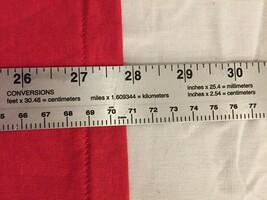 26 27 28 29 30
CONVERSIONS
feet x 30.48 = centimeters miles x 1.609344 = kilometers inches x 25.4 = millimeters
inches x 2.54 = centimeters
66 67 68 69 70 71 72 73 74 75 76 77